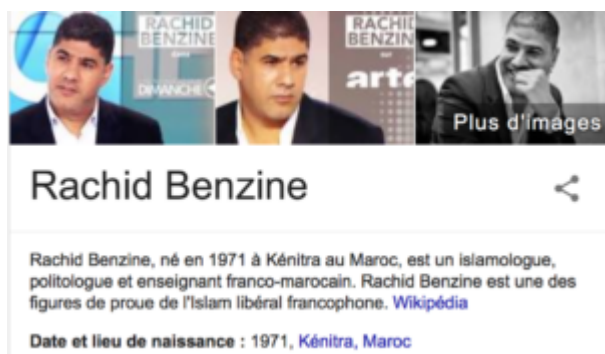 RACHID
BENZINE
DIMANCHE
RACHID
BENZINE
arte
Plus d'images
Rachid Benzine
Rachid Benzine, né en 1971 à Kénitra au Maroc, est un islamologue,
politologue et enseignant franco-marocain. Rachid Benzine est une des
figures de proue de l'Islam libéral francophone. Wikipédia
Date et lieu de naissance : 1971, Kénitra, Maroc